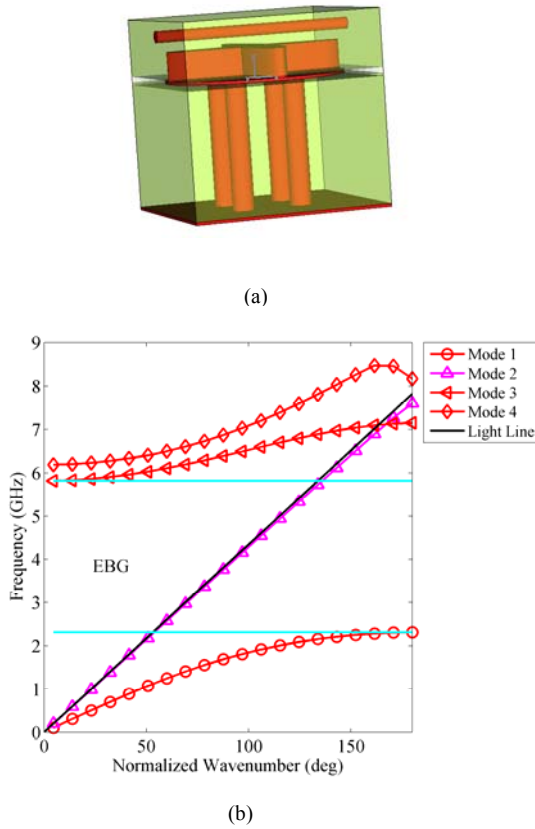 (a)
9
8
7
6
5
4
3
2
1
0
Frequency (GHz)
EBG
Mode 1
Mode 2
Mode 3
Mode 4
Light Line
0 50 100 150
Normalized Wavenumber (deg)
(b)